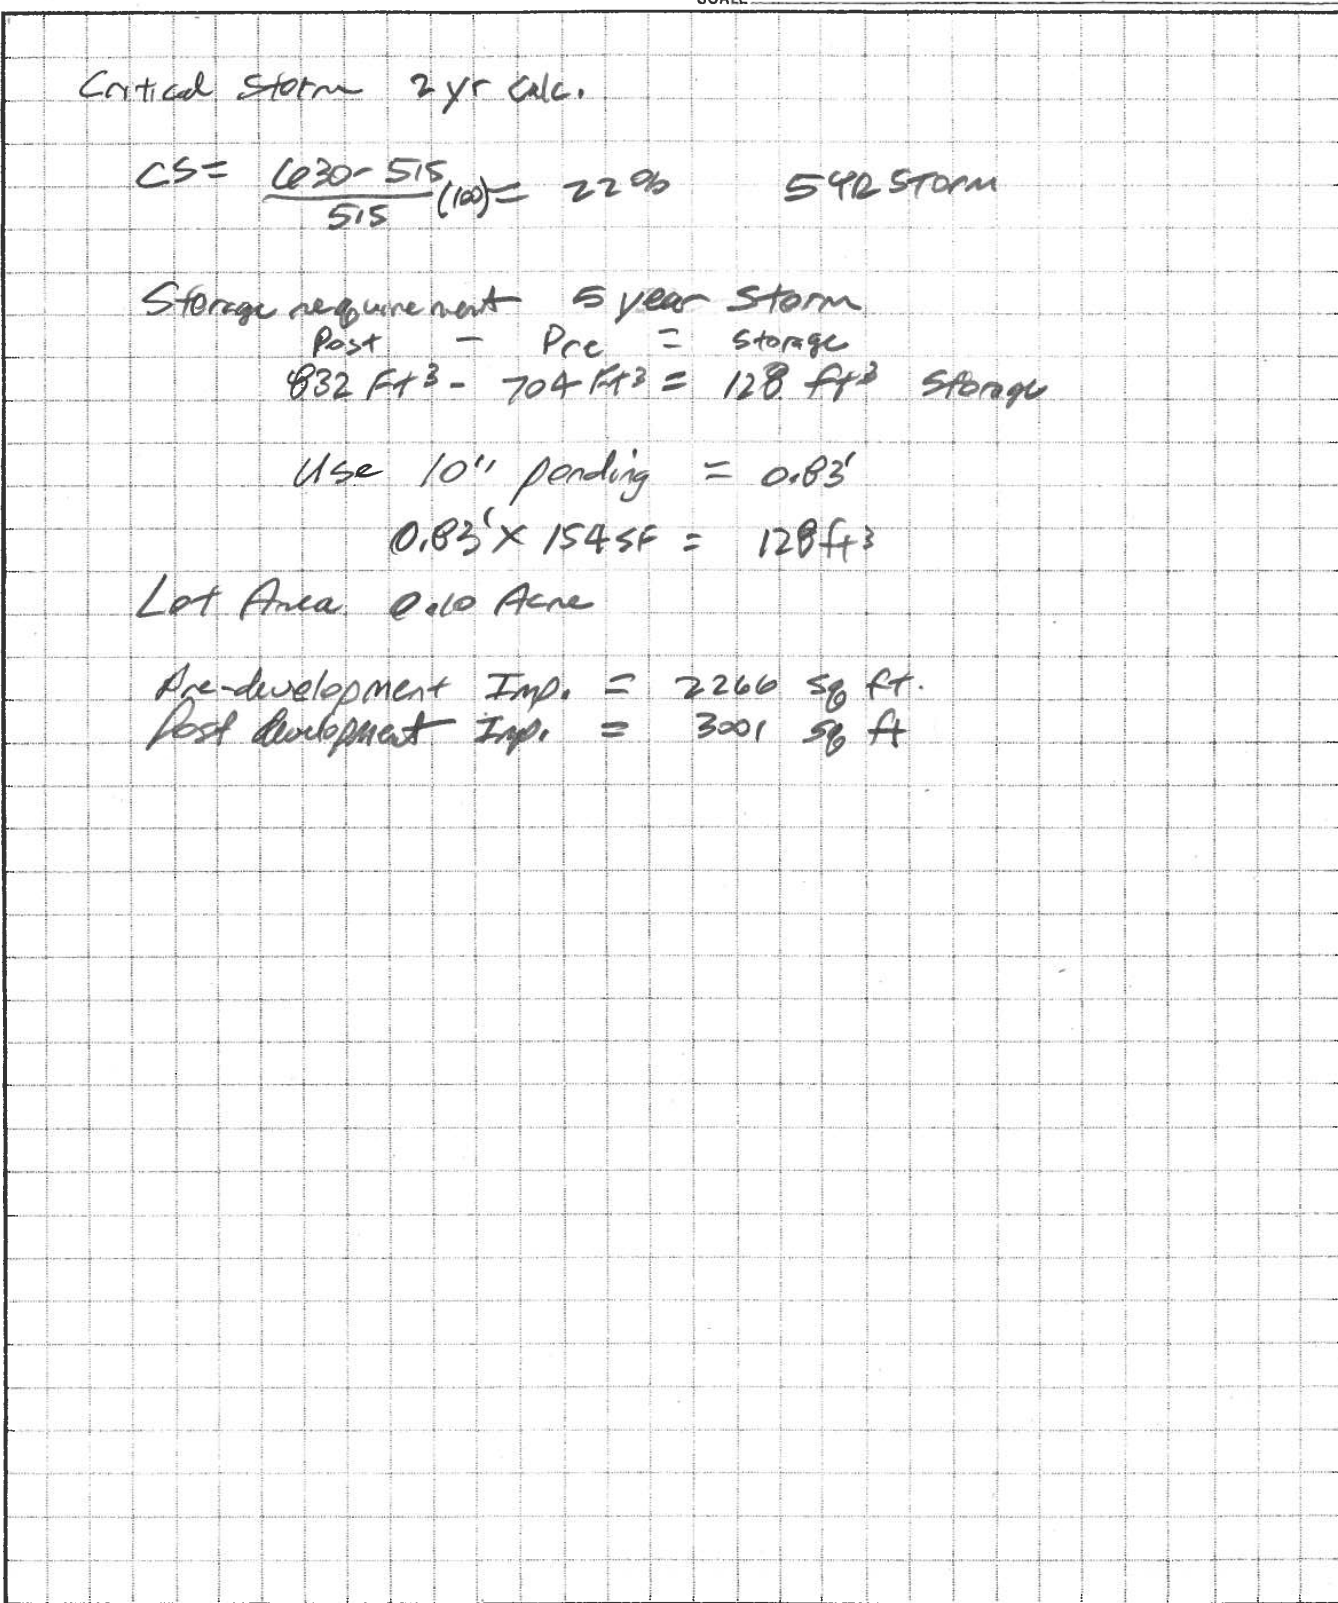 SCALE
Critical Storm 2 yr Calc.
CS = 630 - 515 / 515 (100) = 22% 5 YR STORM
Storage requirement 5 year Storm
Post - Pre = Storage
832 Ft³ - 704 Ft³ = 128 ft³ Storage
Use 10" ponding = 0.83'
0.83' X 154 SF = 128 ft³
Lot Area 0.10 Acre
Pre-development Imp. = 2266 sq ft.
Post development Imp. = 3001 sq ft